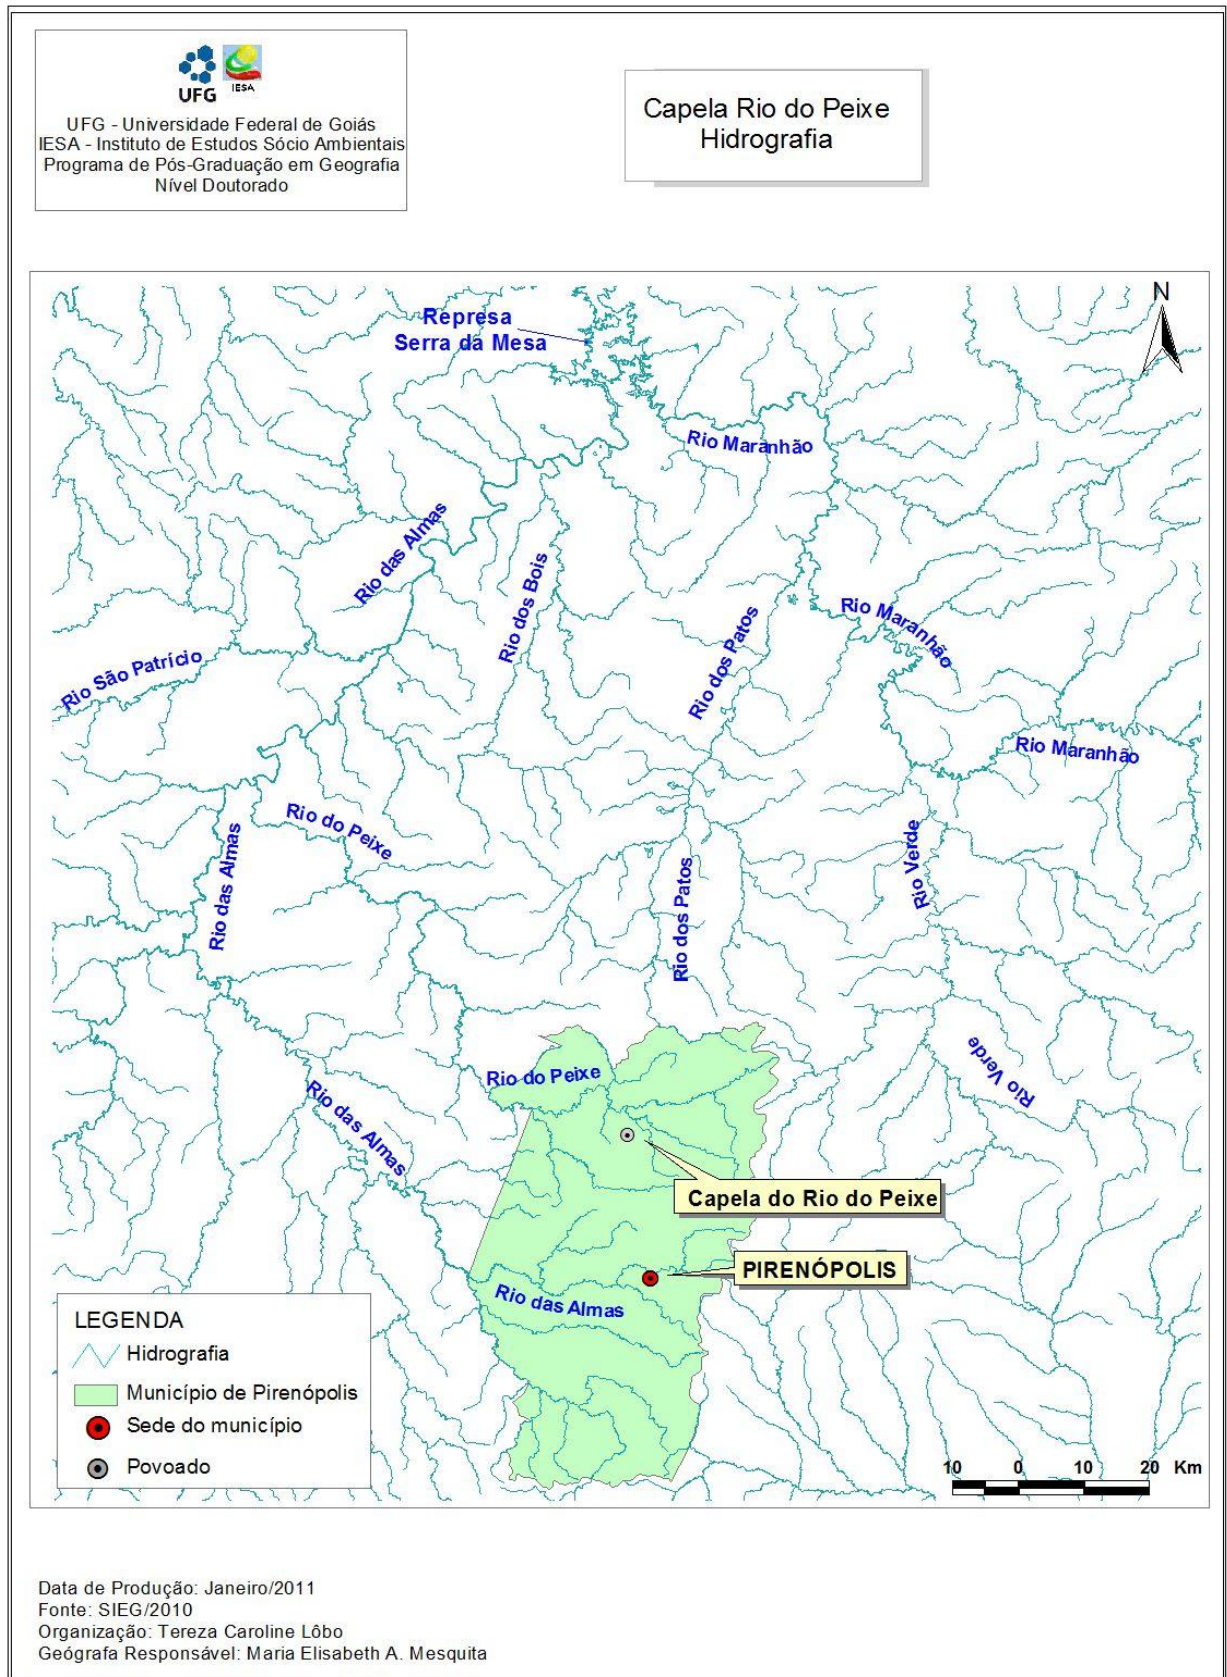 UFG
IESA
UFG - Universidade Federal de Goiás
IESA - Instituto de Estudos Sócio Ambientais
Programa de Pós-Graduação em Geografia
Nível Doutorado
Capela Rio do Peixe
Hidrografia
N
Represa
Serra da Mesa
Rio Maranhão
Rio das Almas
Rio dos Bois
Rio dos Patos
Rio Maranhão
Rio São Patrício
Rio Maranhão
Rio do Peixe
Rio das Almas
Rio Verde
Rio dos Patos
Rio Verde
Rio do Peixe
Rio das Almas
Capela do Rio do Peixe
PIRENÓPOLIS
Rio das Almas
LEGENDA
Hidrografia
Município de Pirenópolis
Sede do município
Povoado
10 0 10 20 Km
Data de Produção: Janeiro/2011
Fonte: SIEG/2010
Organização: Tereza Caroline Lôbo
Geógrafa Responsável: Maria Elisabeth A. Mesquita